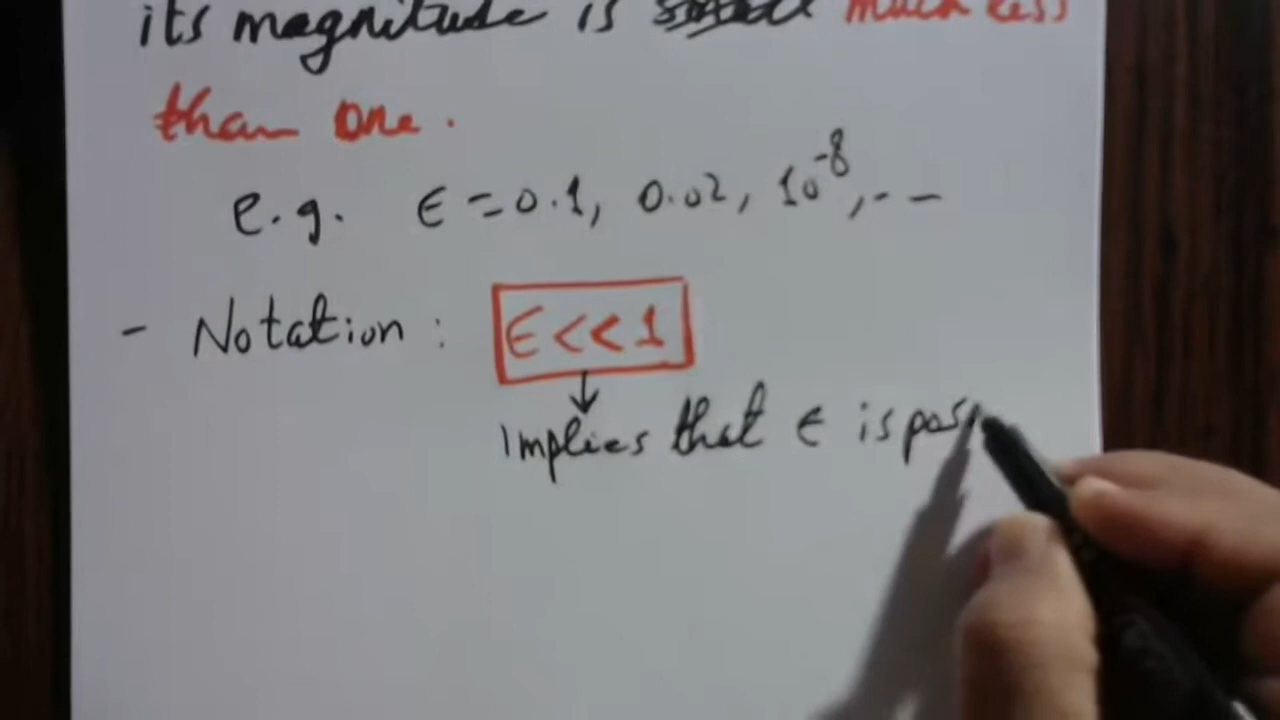 its magnitude is much less
than one.
e.g. ϵ = 0.1, 0.02, 10⁻⁸, . . –
- Notation : ϵ << 1
Implies that ϵ is pos